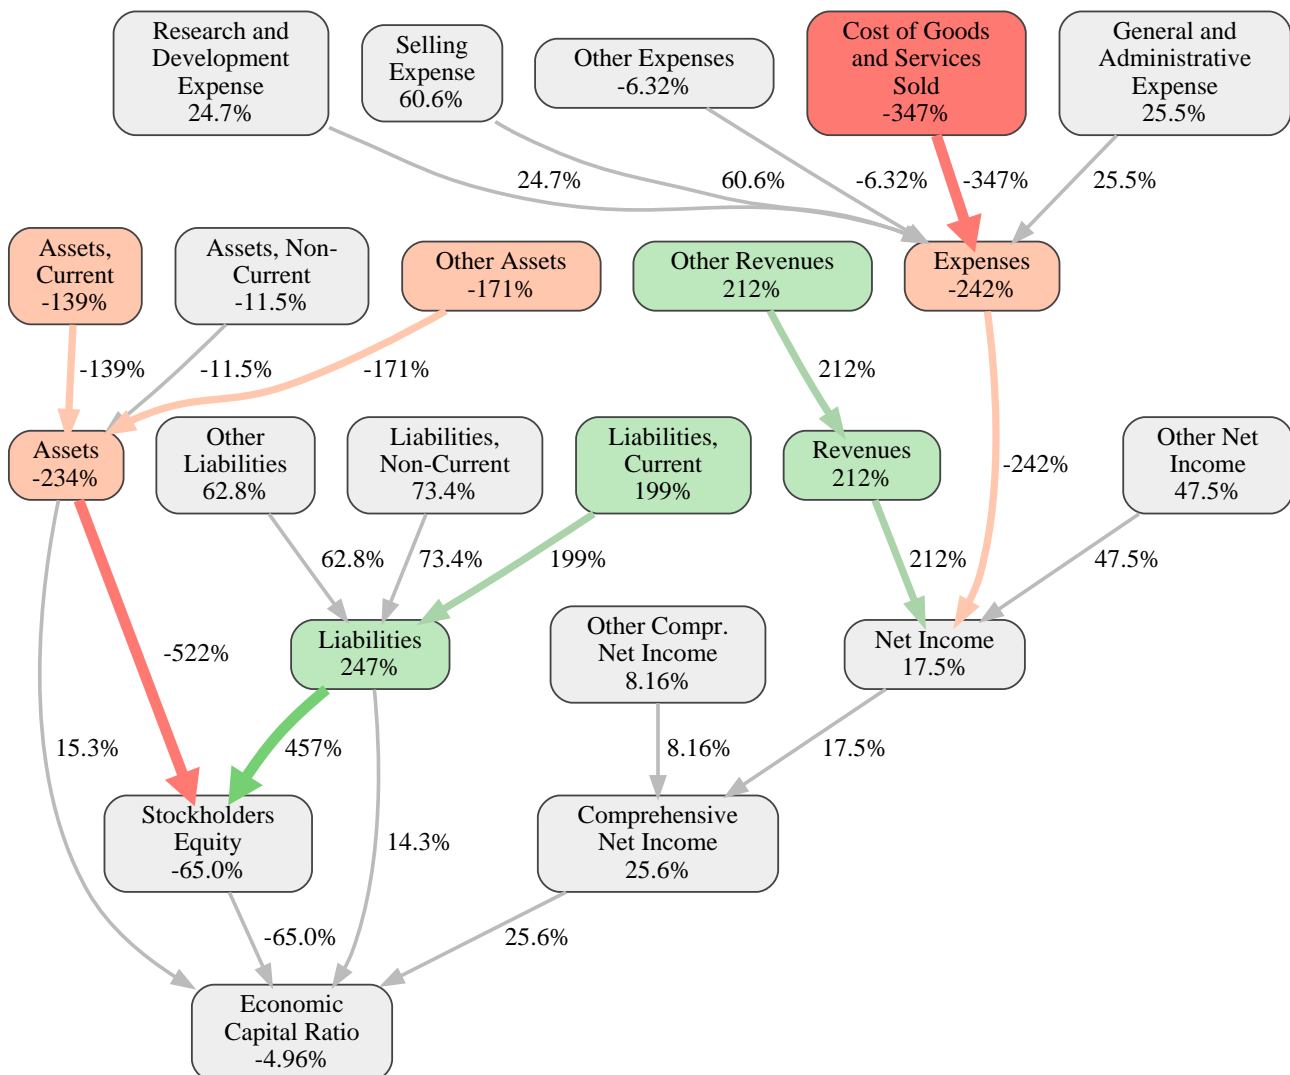 Research and
Development
Expense
24.7%
Selling
Expense
60.6%
Other Expenses
-6.32%
Cost of Goods
and Services
Sold
-347%
General and
Administrative
Expense
25.5%
24.7%
60.6%
-6.32%
-347%
25.5%
Assets,
Current
-139%
Assets, Non-
Current
-11.5%
Other Assets
-171%
Other Revenues
212%
Expenses
-242%
-139%
-11.5%
-171%
212%
Assets
-234%
Other
Liabilities
62.8%
Liabilities,
Non-Current
73.4%
Liabilities,
Current
199%
Revenues
212%
-242%
Other Net
Income
47.5%
62.8%
73.4%
199%
212%
47.5%
-522%
Liabilities
247%
Other Compr.
Net Income
8.16%
Net Income
17.5%
15.3%
457%
8.16%
17.5%
Stockholders
Equity
-65.0%
14.3%
Comprehensive
Net Income
25.6%
-65.0%
25.6%
Economic
Capital Ratio
-4.96%